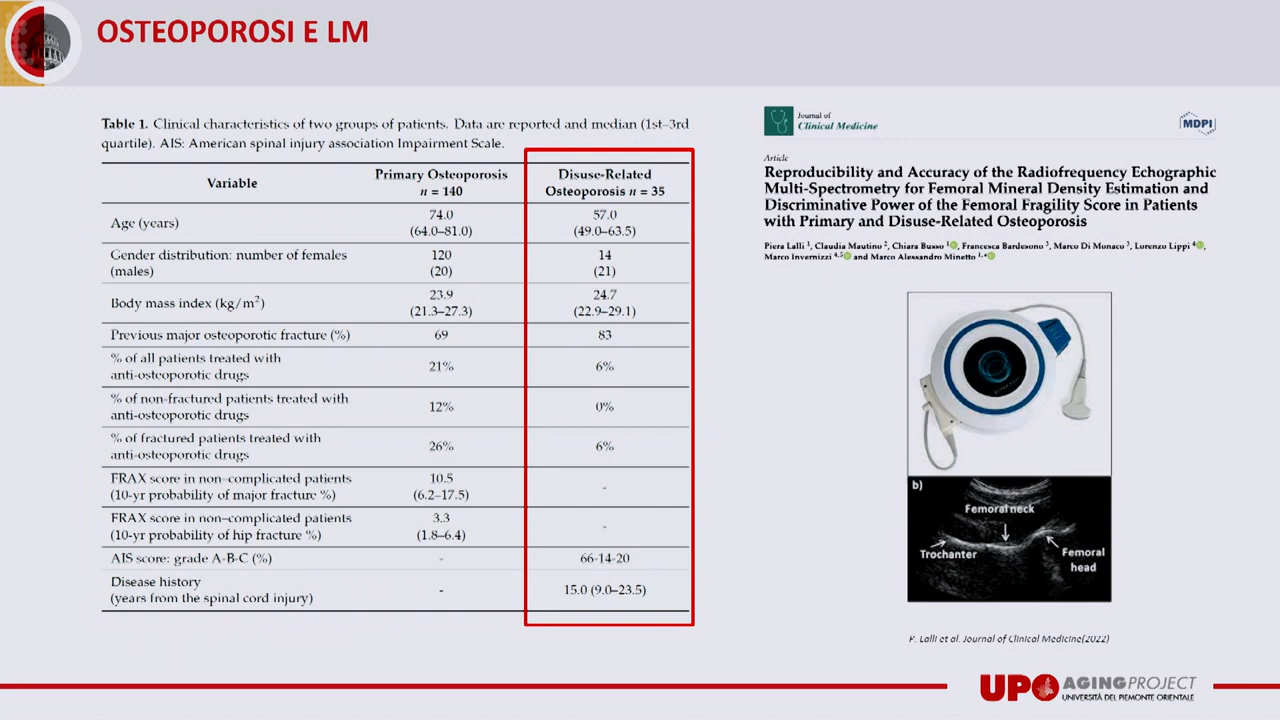 OSTEOPOROSI E LM
Table 1. Clinical characteristics of two groups of patients. Data are reported and median (1st–3rd
quartile). AIS: American spinal injury association Impairment Scale.
Variable
Primary Osteoporosis
n = 140
Disuse-Related
Osteoporosis n = 35
Age (years)
74.0
(64.0–81.0)
57.0
(49.0–63.5)
Gender distribution: number of females
(males)
120
(20)
14
(21)
Body mass index (kg/m²)
23.9
(21.3–27.3)
24.7
(22.9–29.1)
Previous major osteoporotic fracture (%)
69
83
% of all patients treated with
anti-osteoporotic drugs
21%
6%
% of non-fractured patients treated with
anti-osteoporotic drugs
12%
0%
% of fractured patients treated with
anti-osteoporotic drugs
26%
6%
FRAX score in non–complicated patients
(10-yr probability of major fracture %)
10.5
(6.2–17.5)
-
FRAX score in non–complicated patients
(10-yr probability of hip fracture %)
3.3
(1.8–6.4)
-
AIS score: grade A-B-C (%)
-
66-14-20
Disease history
(years from the spinal cord injury)
-
15.0 (9.0–23.5)
Journal of
Clinical Medicine
MDPI
Article
Reproducibility and Accuracy of the Radiofrequency Echographic
Multi-Spectrometry for Femoral Mineral Density Estimation and
Discriminative Power of the Femoral Fragility Score in Patients
with Primary and Disuse-Related Osteoporosis
Piera Lalli 1, Claudia Mautino 2, Chiara Busso 1, Francesca Bardesono 3, Marco Di Monaco 3, Lorenzo Lippi 4,
Marco Invernizzi 4,5 and Marco Alessandro Minetto 1,*
b)
Femoral neck
Trochanter
Femoral
head
P. Lalli et al. Journal of Clinical Medicine(2022)
UPO AGINGPROJECT
UNIVERSITÀ DEL PIEMONTE ORIENTALE